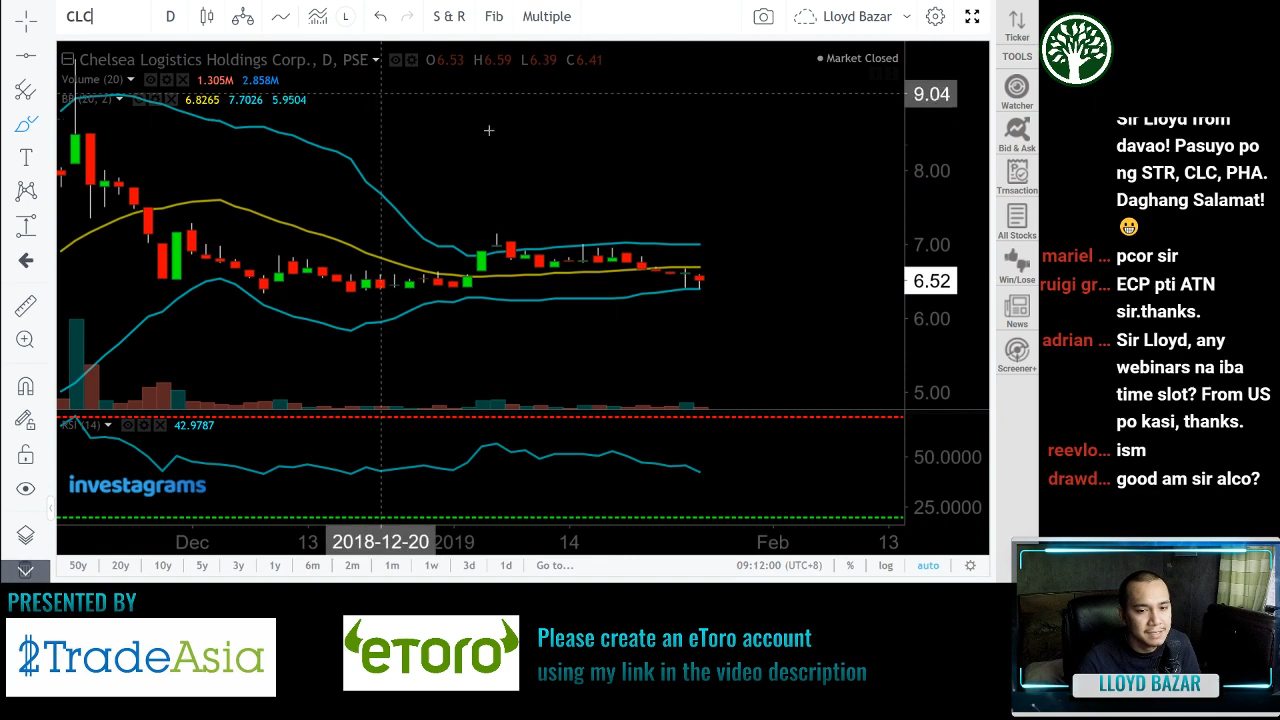 CLC
D
L
S & R
Fib
Multiple
Lloyd Bazar
Chelsea Logistics Holdings Corp., D, PSE
O6.53 H6.59 L6.39 C6.41
Market Closed
Volume (20)
1.305M 2.858M
BB (20, 2)
6.8265 7.7026 5.9504
9.04
8.00
7.00
6.52
6.00
5.00
RSI (14)
42.9787
50.0000
25.0000
investagrams
Dec
13
2018-12-20
2019
14
Feb
13
50y
20y
10y
5y
3y
1y
6m
2m
1m
1w
3d
1d
Go to...
09:12:00 (UTC+8)
%
log
auto
Ticker
TOOLS
Watcher
Bid & Ask
Trnsaction
All Stocks
Win/Lose
News
Screener+
Sir Lloyd from
davao! Pasuyo po
ng STR, CLC, PHA.
Daghang Salamat!
mariel ... pcor sir
ruigi gr... ECP pti ATN
sir.thanks.
adrian ... Sir Lloyd, any
webinars na iba
time slot? From US
po kasi, thanks.
reevlo... ism
drawd... good am sir alco?
PRESENTED BY
2TradeAsia
eToro
Please create an eToro account
using my link in the video description
LLOYD BAZAR